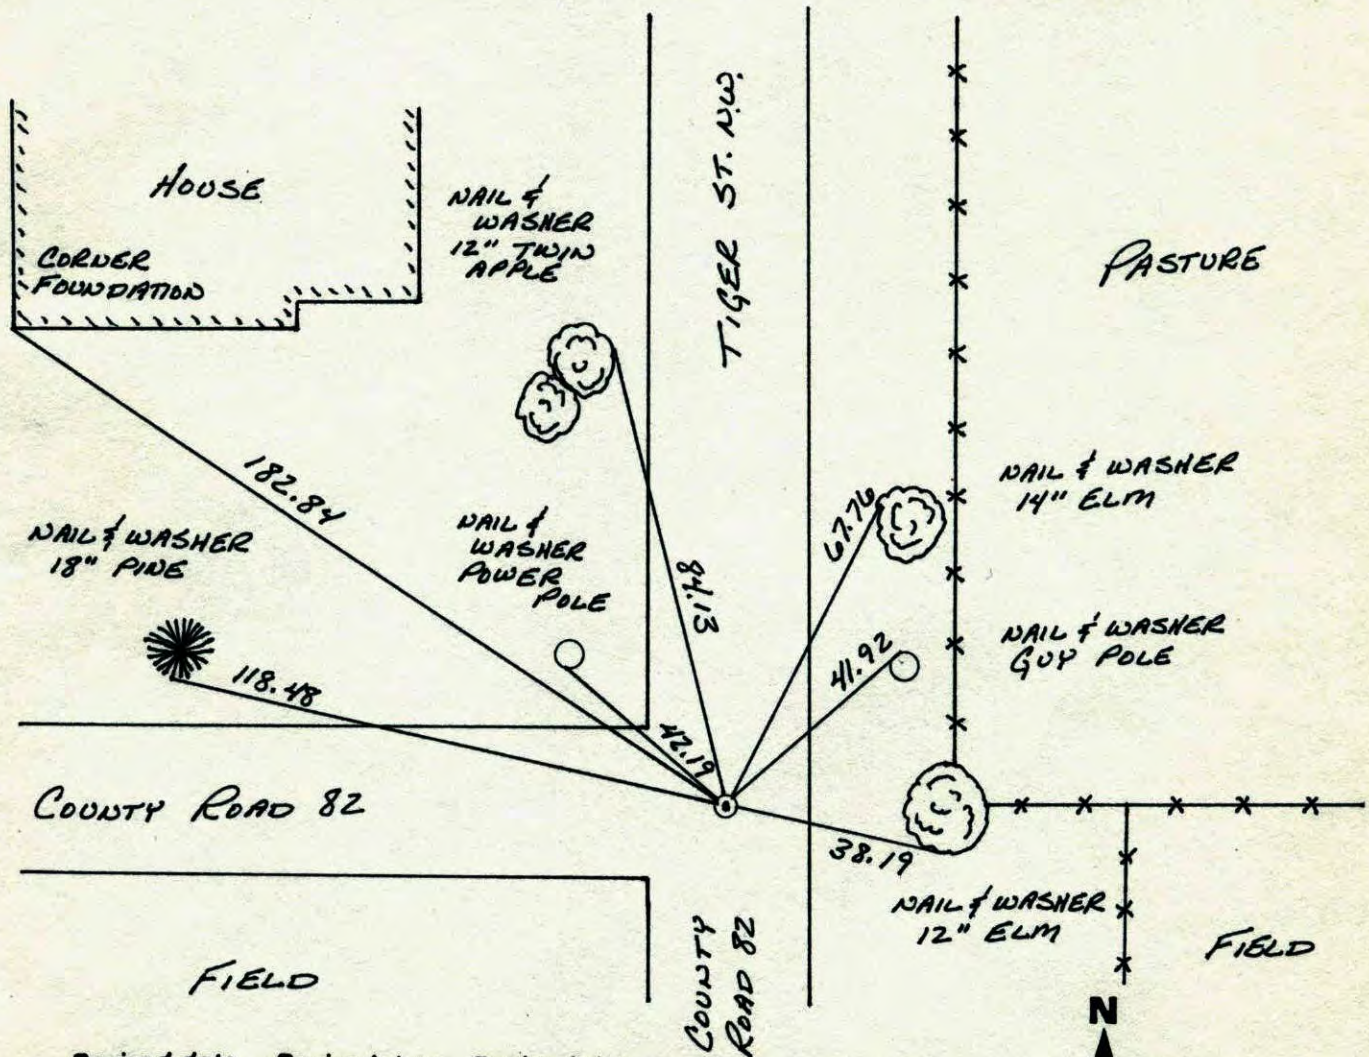 HOUSE
CORNER
FOUNDATION
NAIL &
WASHER
12" TWIN
APPLE
TIGER ST. N.W.
PASTURE
182.84
NAIL & WASHER
18" PINE
118.48
NAIL &
WASHER
POWER
POLE
42.19
84.13
67.76
NAIL & WASHER
14" ELM
41.92
NAIL & WASHER
GUY POLE
COUNTY ROAD 82
38.19
NAIL & WASHER
12" ELM
FIELD
FIELD
COUNTY
ROAD 82
N